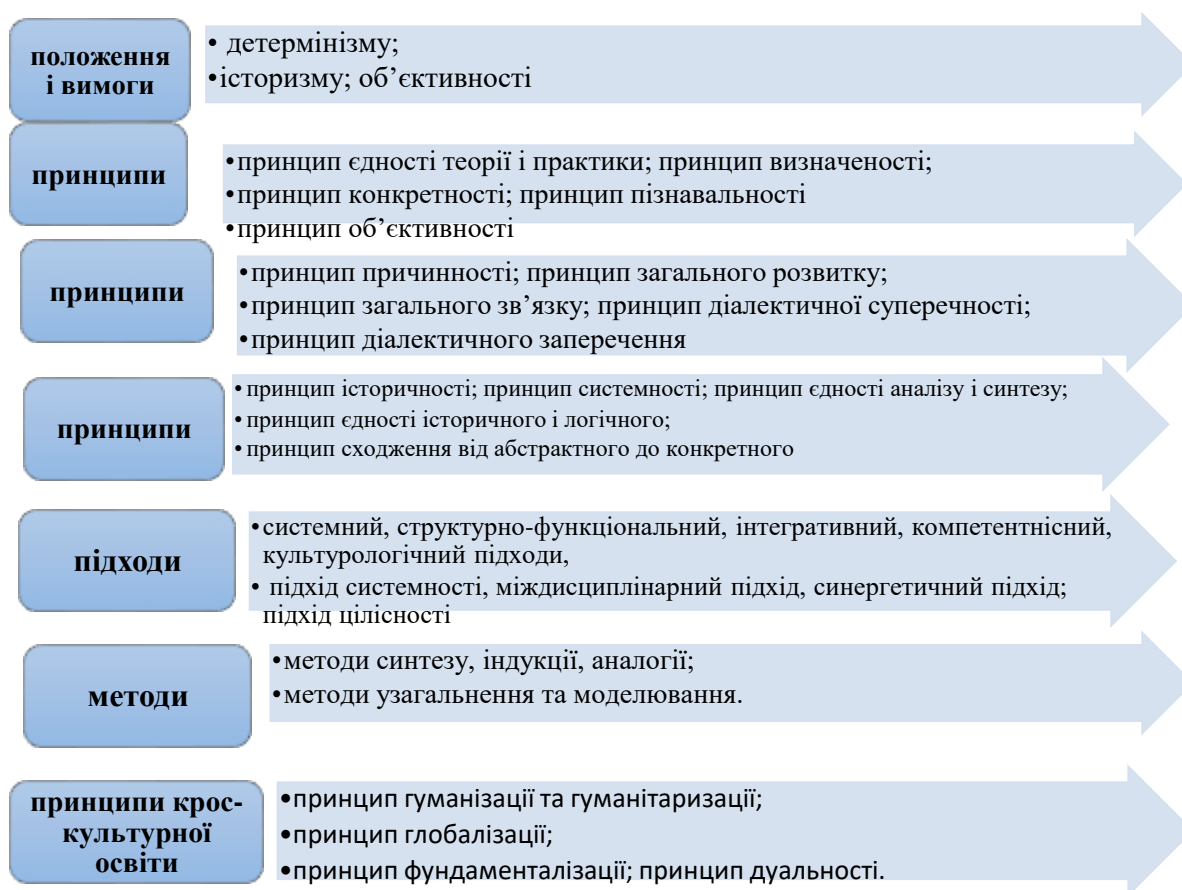 положення
і вимоги
• детермінізму;
•історизму; об’єктивності
принципи
•принцип єдності теорії і практики; принцип визначеності;
•принцип конкретності; принцип пізнавальності
•принцип об’єктивності
принципи
•принцип причинності; принцип загального розвитку;
•принцип загального зв’язку; принцип діалектичної суперечності;
•принцип діалектичного заперечення
принципи
• принцип історичності; принцип системності; принцип єдності аналізу і синтезу;
• принцип єдності історичного і логічного;
• принцип сходження від абстрактного до конкретного
підходи
•системний, структурно-функціональний, інтегративний, компетентнісний,
культурологічний підходи,
• підхід системності, міждисциплінарний підхід, синергетичний підхід;
підхід цілісності
методи
•методи синтезу, індукції, аналогії;
•методи узагальнення та моделювання.
принципи крос-
культурної
освіти
•принцип гуманізації та гуманітаризації;
•принцип глобалізації;
•принцип фундаменталізації; принцип дуальності.